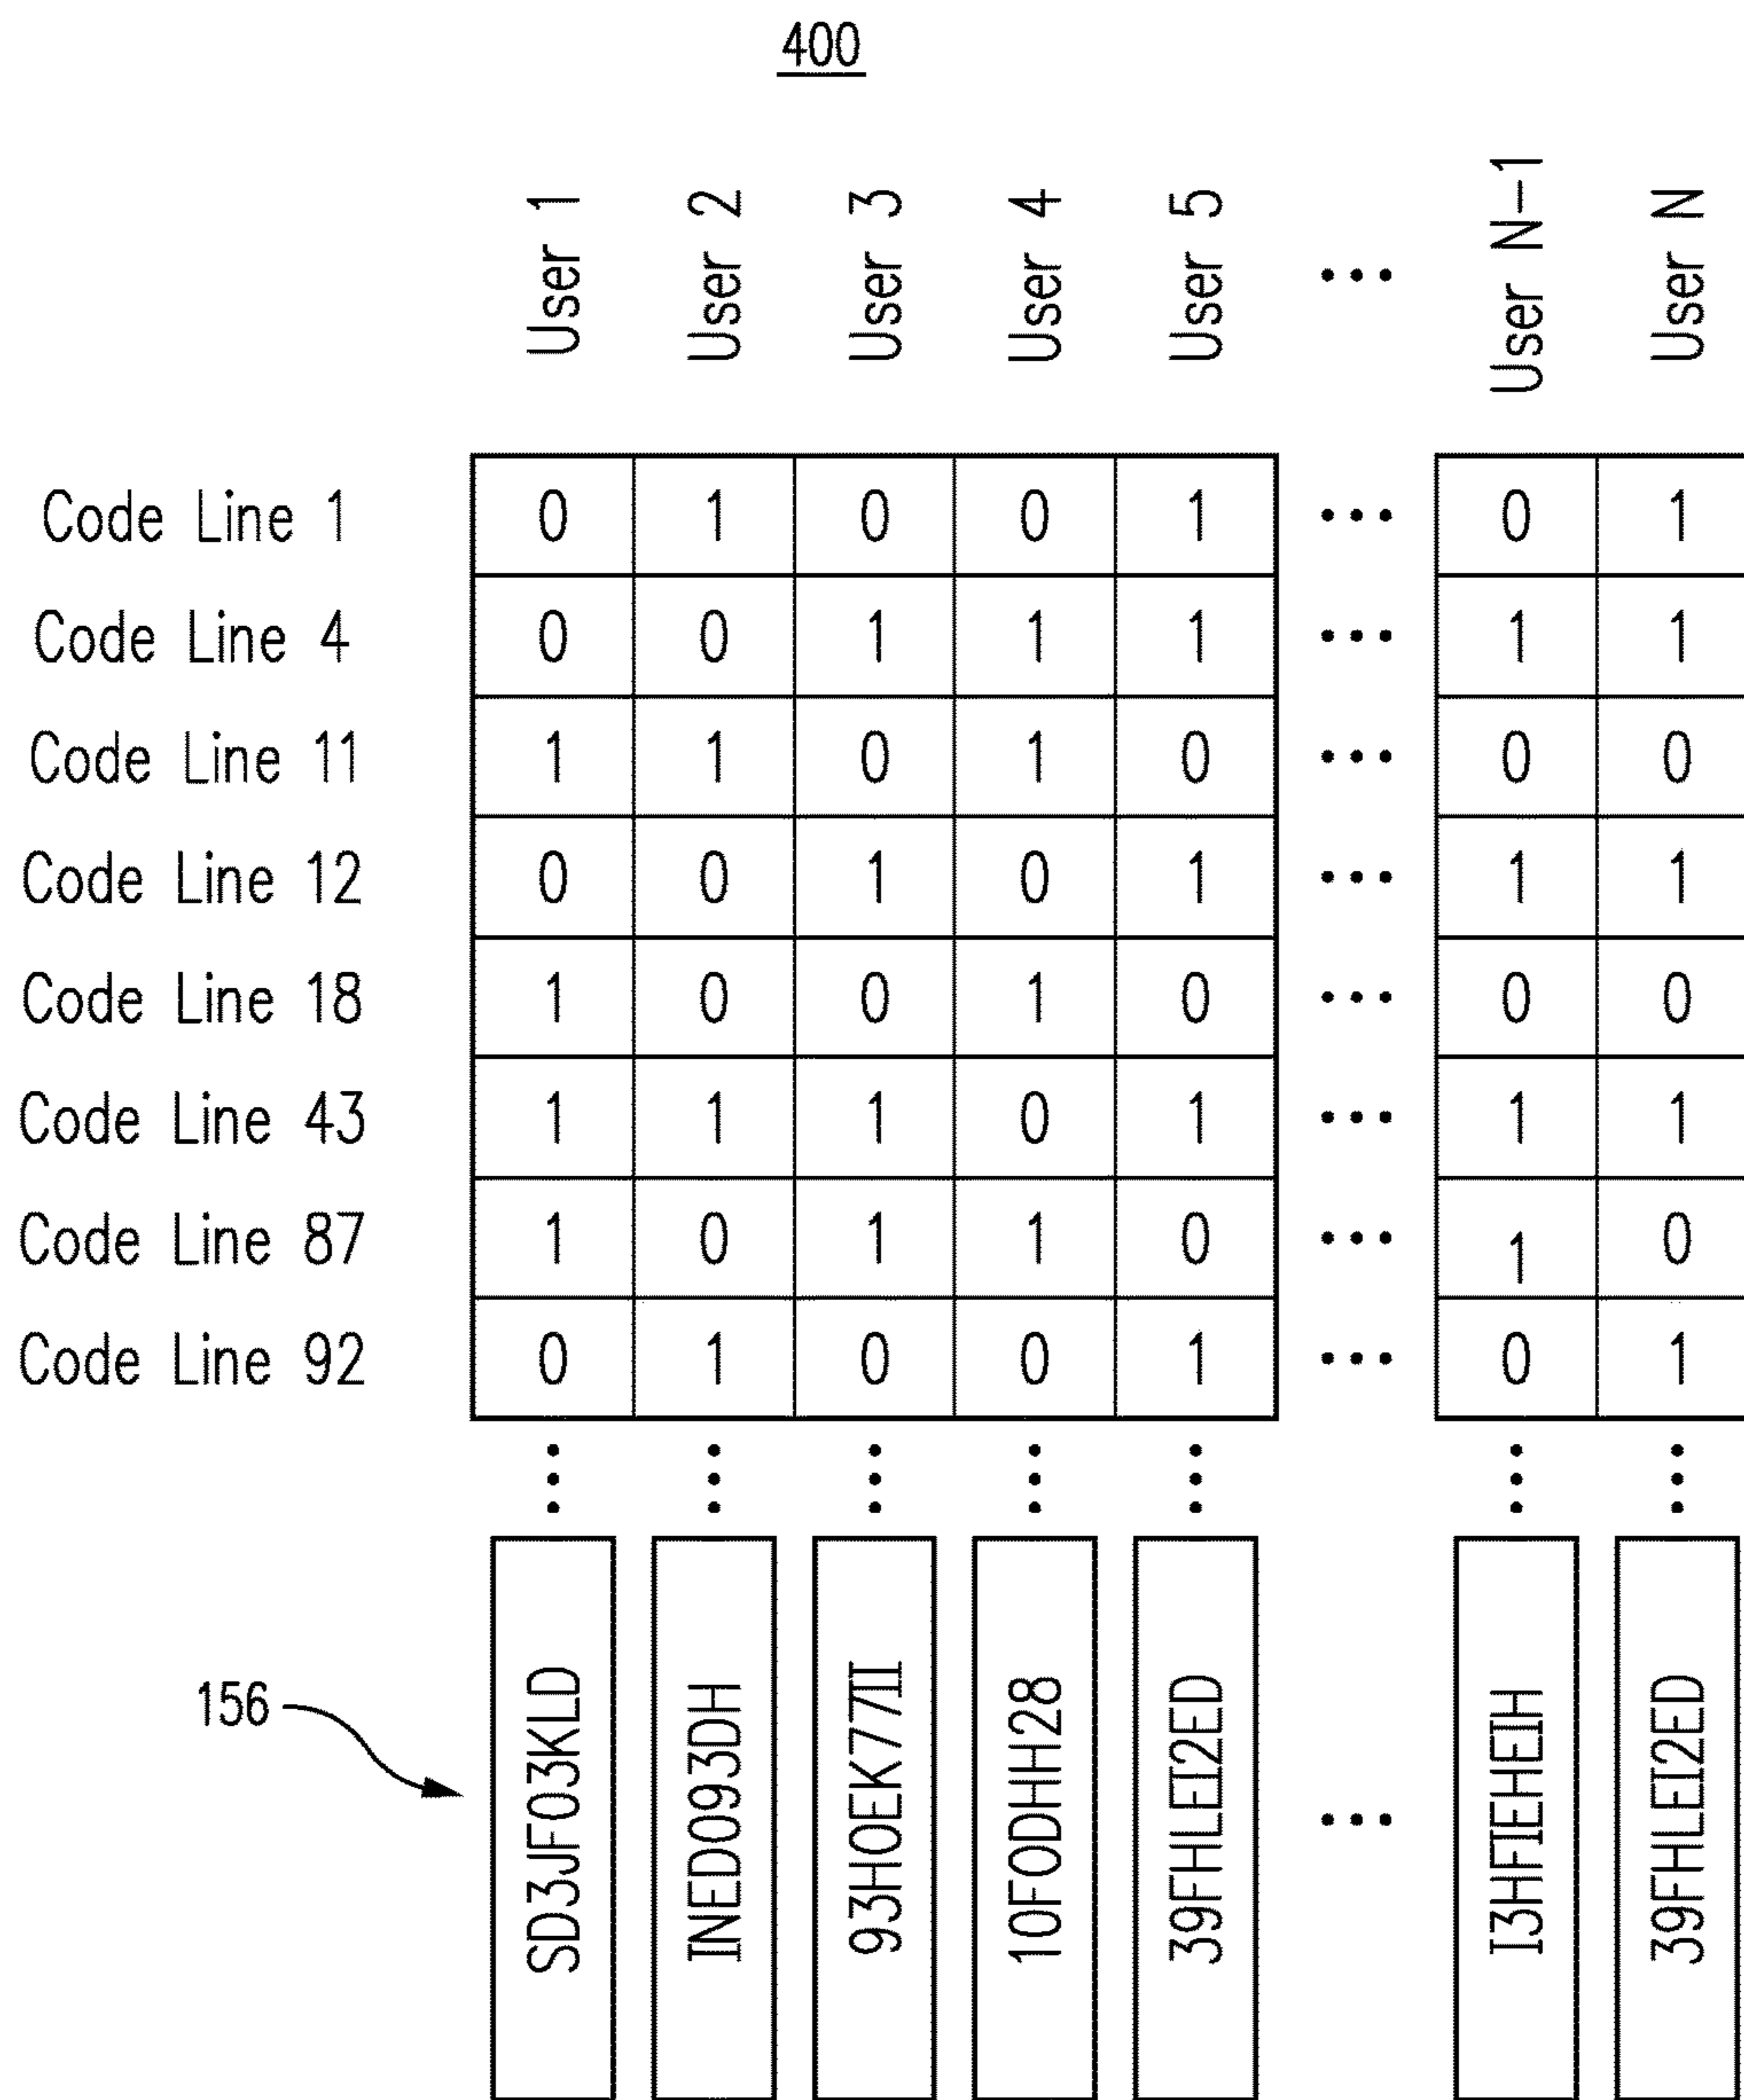 400
User 1 User 2 User 3 User 4 User 5 ... User N-1 User N
Code Line 1 0 1 0 0 1 ... 0 1
Code Line 4 0 0 1 1 1 ... 1 1
Code Line 11 1 1 0 1 0 ... 0 0
Code Line 12 0 0 1 0 1 ... 1 1
Code Line 18 1 0 0 1 0 ... 0 0
Code Line 43 1 1 1 0 1 ... 1 1
Code Line 87 1 0 1 1 0 ... 1 0
Code Line 92 0 1 0 0 1 ... 0 1
... ... ... ... ... ... ...
156 SD3JF03KLD INED093DH 93HOEK77II 10FODHH28 39FHLEI2ED ... I3HFIEHEIH 39FHLEI2ED